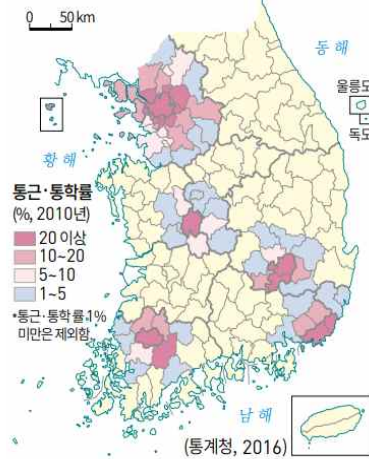 0 50km
동해
울릉도
독도
황해
통근·통학률
(%, 2010년)
20 이상
10~20
5~10
1~5
*통근·통학률 1%
미만은 제외함.
남해
(통계청, 2016)